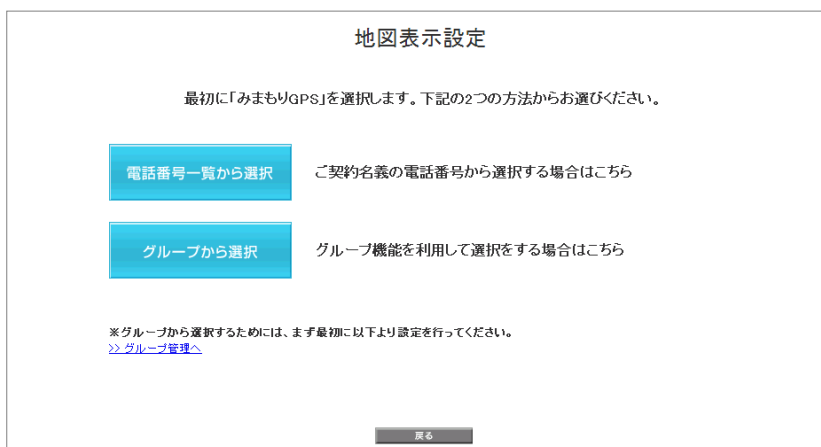 地図表示設定
最初に「みまもりGPS」を選択します。下記の2つの方法からお選びください。
電話番号一覧から選択
ご契約名義の電話番号から選択する場合はこちら
グループから選択
グループ機能を利用して選択をする場合はこちら
※グループから選択するためには、まず最初に以下より設定を行ってください。
>> グループ管理へ
戻る